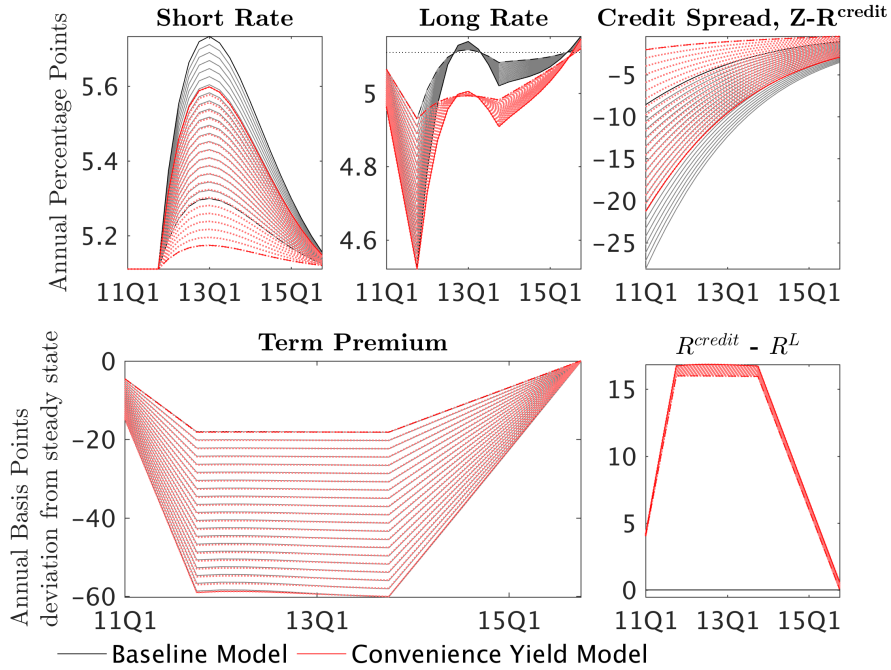 Short Rate
Long Rate
Credit Spread, Z-R^credit
Annual Percentage Points
5.6
5.4
5.2
11Q1 13Q1 15Q1
5
4.8
4.6
11Q1 13Q1 15Q1
-5
-10
-15
-20
-25
11Q1 13Q1 15Q1
Annual Basis Points
deviation from steady state
Term Premium
0
-20
-40
-60
11Q1 13Q1 15Q1
R^credit - R^L
15
10
5
0
11Q1 13Q1 15Q1
Baseline Model
Convenience Yield Model